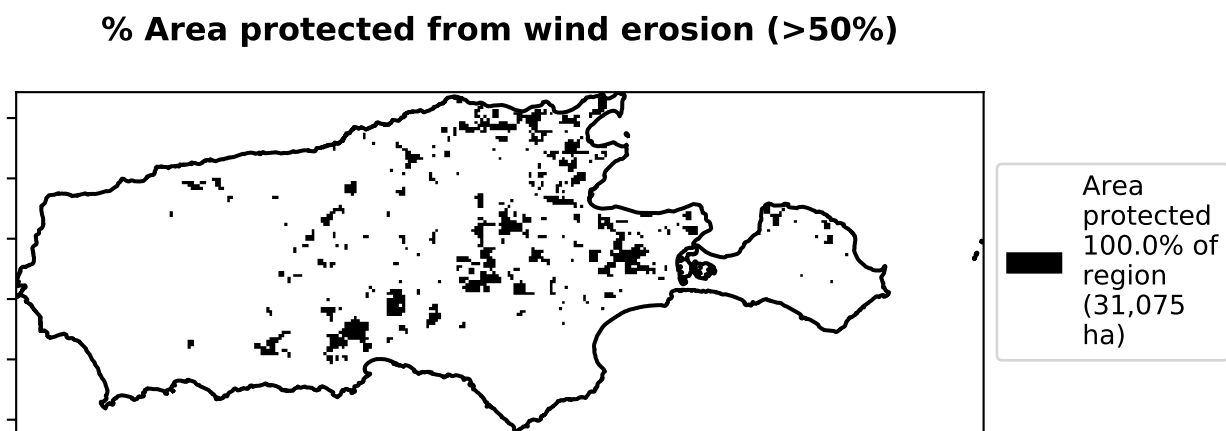 % Area protected from wind erosion (>50%)
Area
protected
100.0% of
region
(31,075
ha)